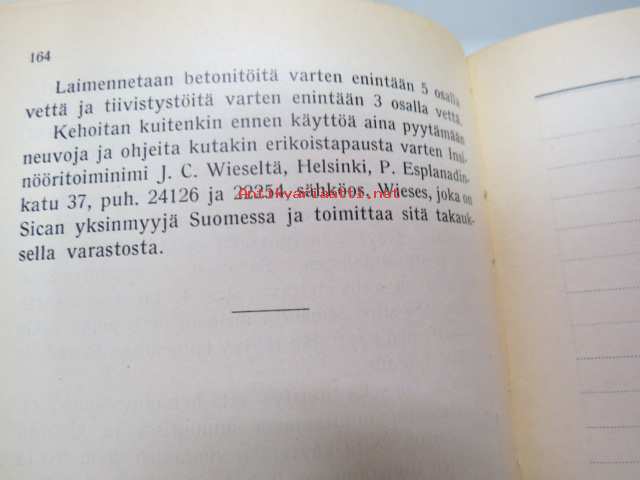 164
Laimennetaan betonitöitä varten enintään 5 osalla
vettä ja tiivistystöitä varten enintään 3 osalla vettä.
Kehoitan kuitenkin ennen käyttöä aina pyytämään
neuvoja ja ohjeita kutakin erikoistapausta varten Insi-
nööritoiminimi J. C. Wieseltä, Helsinki, P. Esplanadin-
katu 37, puh. 24126 ja 22254, sähköos. Wieses, joka on
Sican yksinmyyjä Suomessa ja toimittaa sitä takauk-
sella varastosta.